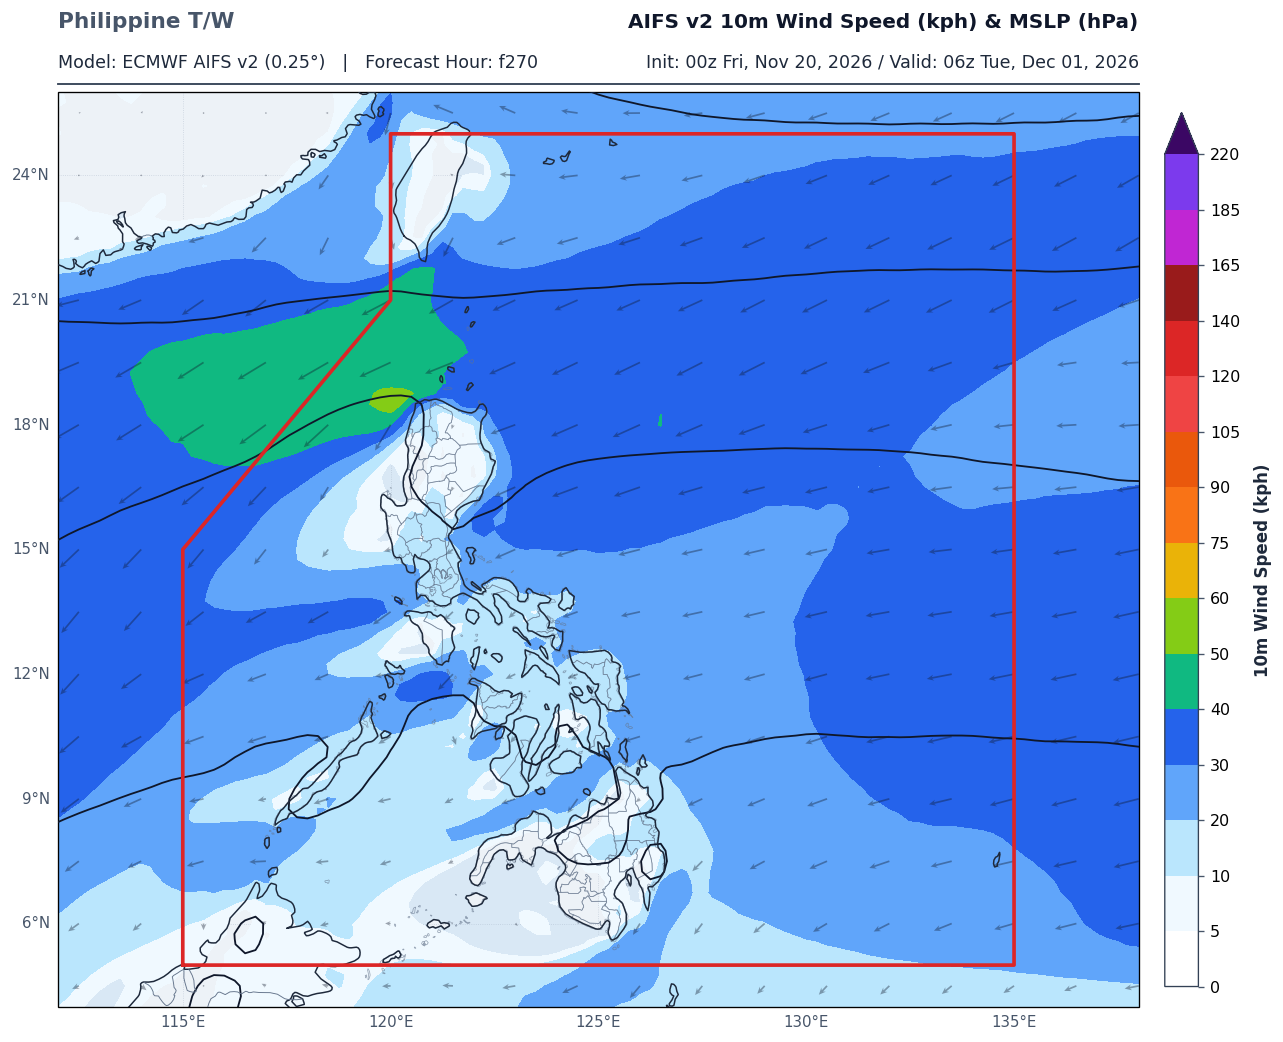 Philippine T/W
AIFS v2 10m Wind Speed (kph) & MSLP (hPa)
Model: ECMWF AIFS v2 (0.25°) | Forecast Hour: f270
Init: 00z Fri, Nov 20, 2026 / Valid: 06z Tue, Dec 01, 2026
24°N
21°N
18°N
15°N
12°N
9°N
6°N
115°E
120°E
125°E
130°E
135°E
220
185
165
140
120
105
90
75
60
50
40
30
20
10
5
0
10m Wind Speed (kph)